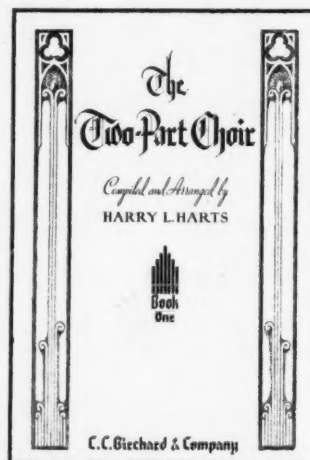 The
Two-Part Choir
Compiled and Arranged by
HARRY L. HARTS
Book
One
C.C. Birchard & Company